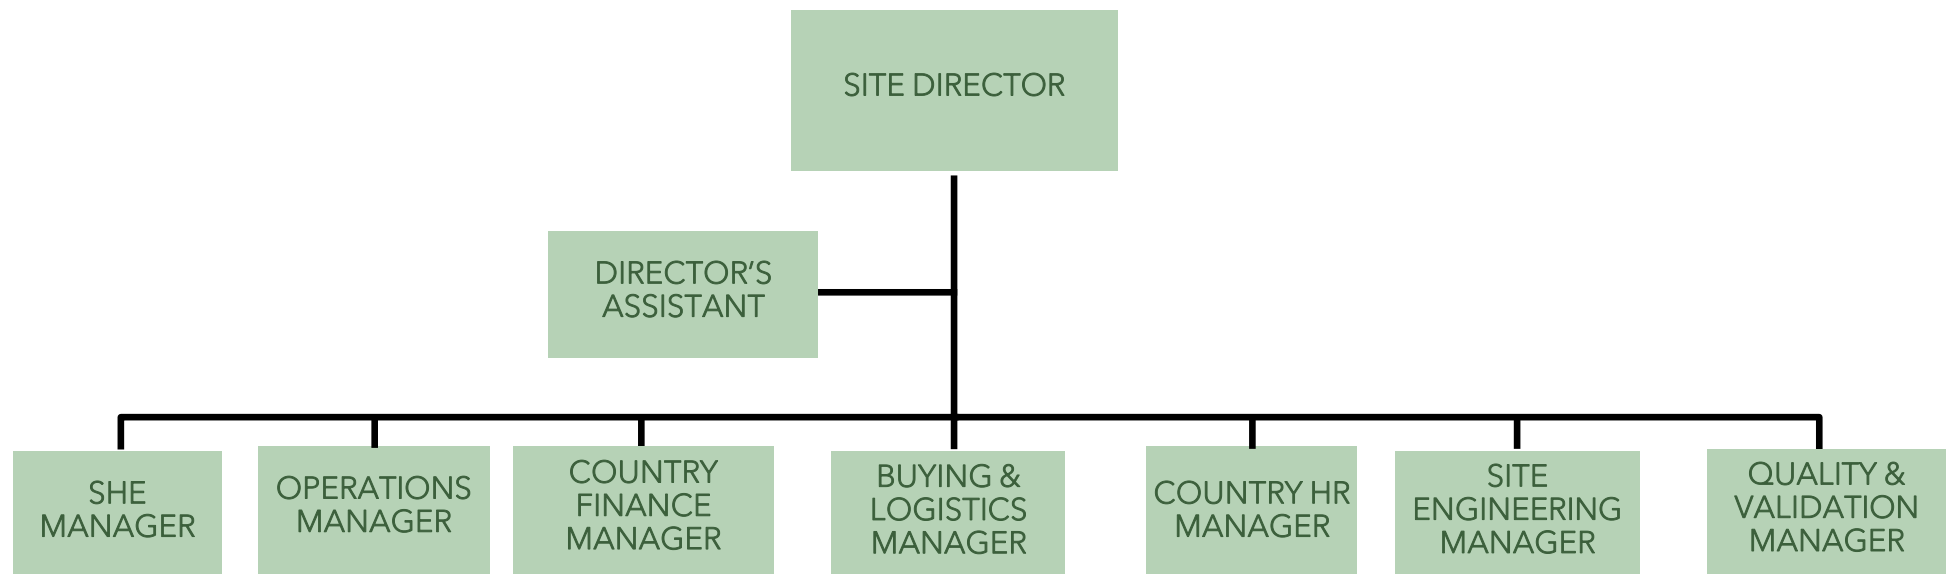 SITE DIRECTOR
DIRECTOR’S
ASSISTANT
SHE
MANAGER
OPERATIONS
MANAGER
COUNTRY
FINANCE
MANAGER
BUYING &
LOGISTICS
MANAGER
COUNTRY HR
MANAGER
SITE
ENGINEERING
MANAGER
QUALITY &
VALIDATION
MANAGER